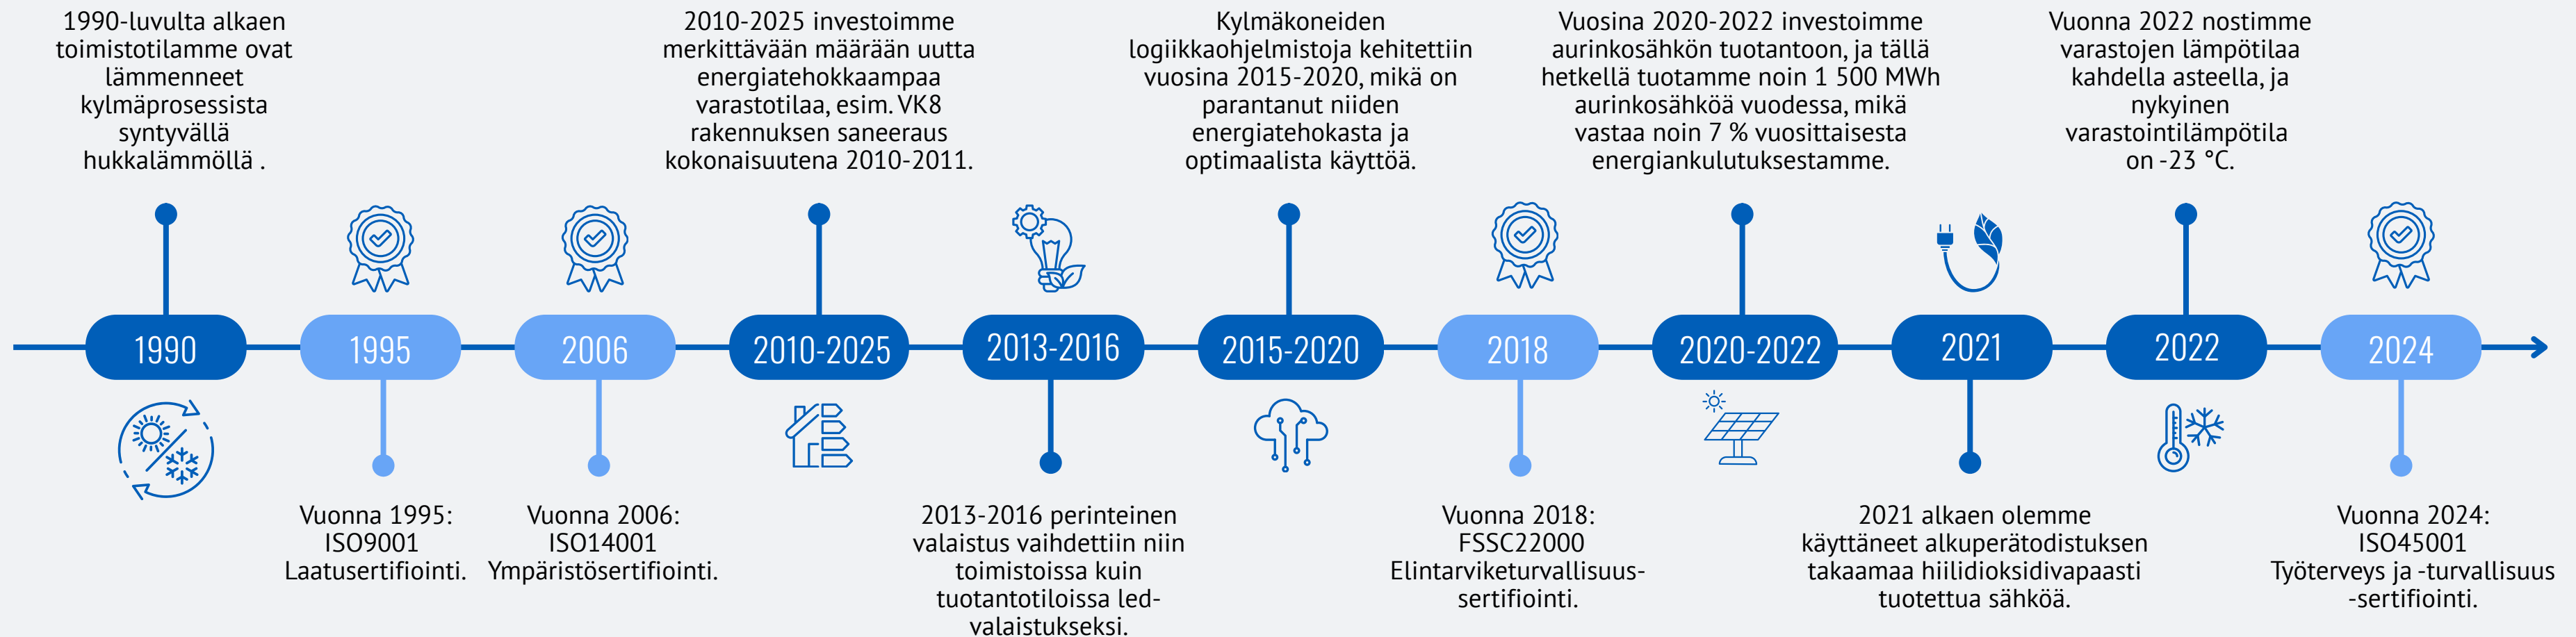 1990-luvulta alkaen
toimistotilamme ovat
lämmenneet
kylmäprosessista
syntyvällä
hukkalämmöllä .
2010-2025 investoimme
merkittävään määrään uutta
energiatehokkaampaa
varastotilaa, esim. VK8
rakennuksen saneeraus
kokonaisuutena 2010-2011.
Kylmäkoneiden
logiikkaohjelmistoja kehitettiin
vuosina 2015-2020, mikä on
parantanut niiden
energiatehokasta ja
optimaalista käyttöä.
Vuosina 2020-2022 investoimme
aurinkosähkön tuotantoon, ja tällä
hetkellä tuotamme noin 1 500 MWh
aurinkosähköä vuodessa, mikä
vastaa noin 7 % vuosittaisesta
energiankulutuksestamme.
Vuonna 2022 nostimme
varastojen lämpötilaa
kahdella asteella, ja
nykyinen
varastointilämpötila
on -23 °C.
1990
1995
2006
2010-2025
2013-2016
2015-2020
2018
2020-2022
2021
2022
2024
Vuonna 1995:
ISO9001
Laatusertifiointi.
Vuonna 2006:
ISO14001
Ympäristösertifiointi.
2013-2016 perinteinen
valaistus vaihdettiin niin
toimistoissa kuin
tuotantotiloissa led-
valaistukseksi.
Vuonna 2018:
FSSC22000
Elintarviketurvallisuus-
sertifiointi.
2021 alkaen olemme
käyttäneet alkuperätodistuksen
takaamaa hiilidioksidivapaasti
tuotettua sähköä.
Vuonna 2024:
ISO45001
Työterveys ja -turvallisuus
-sertifiointi.